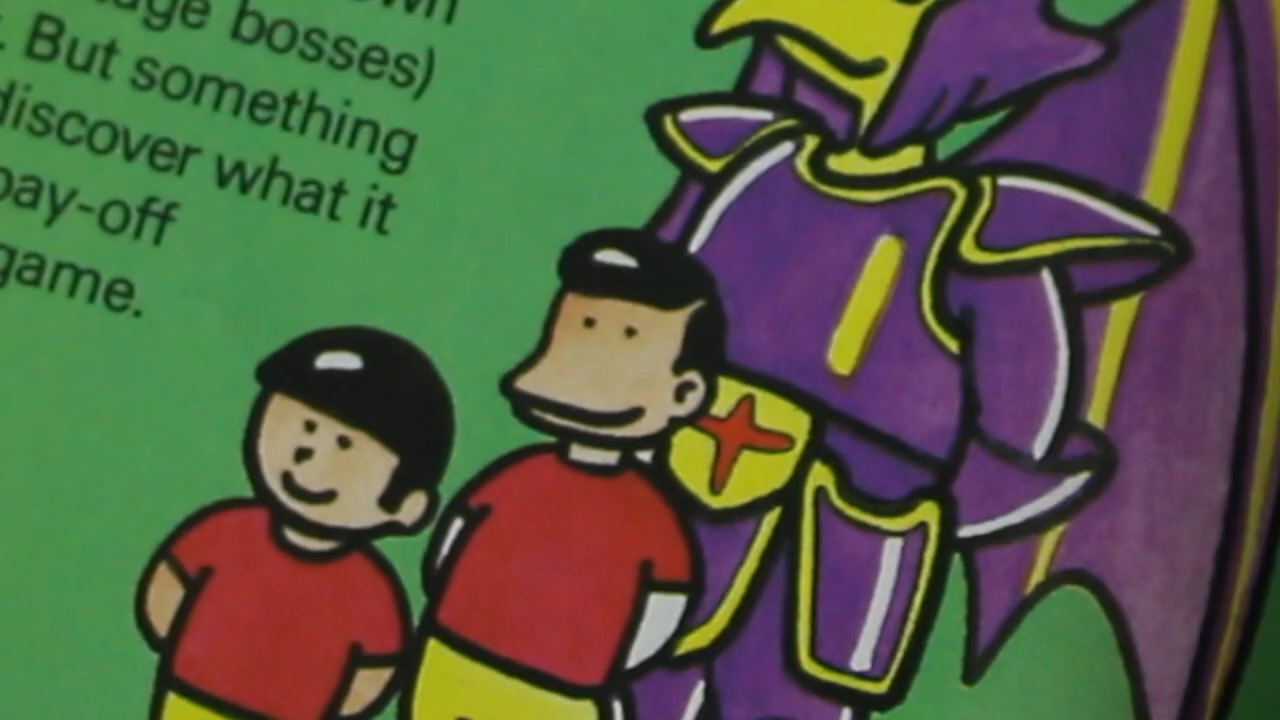 bosses)
. But something
discover what it
pay-off
game.